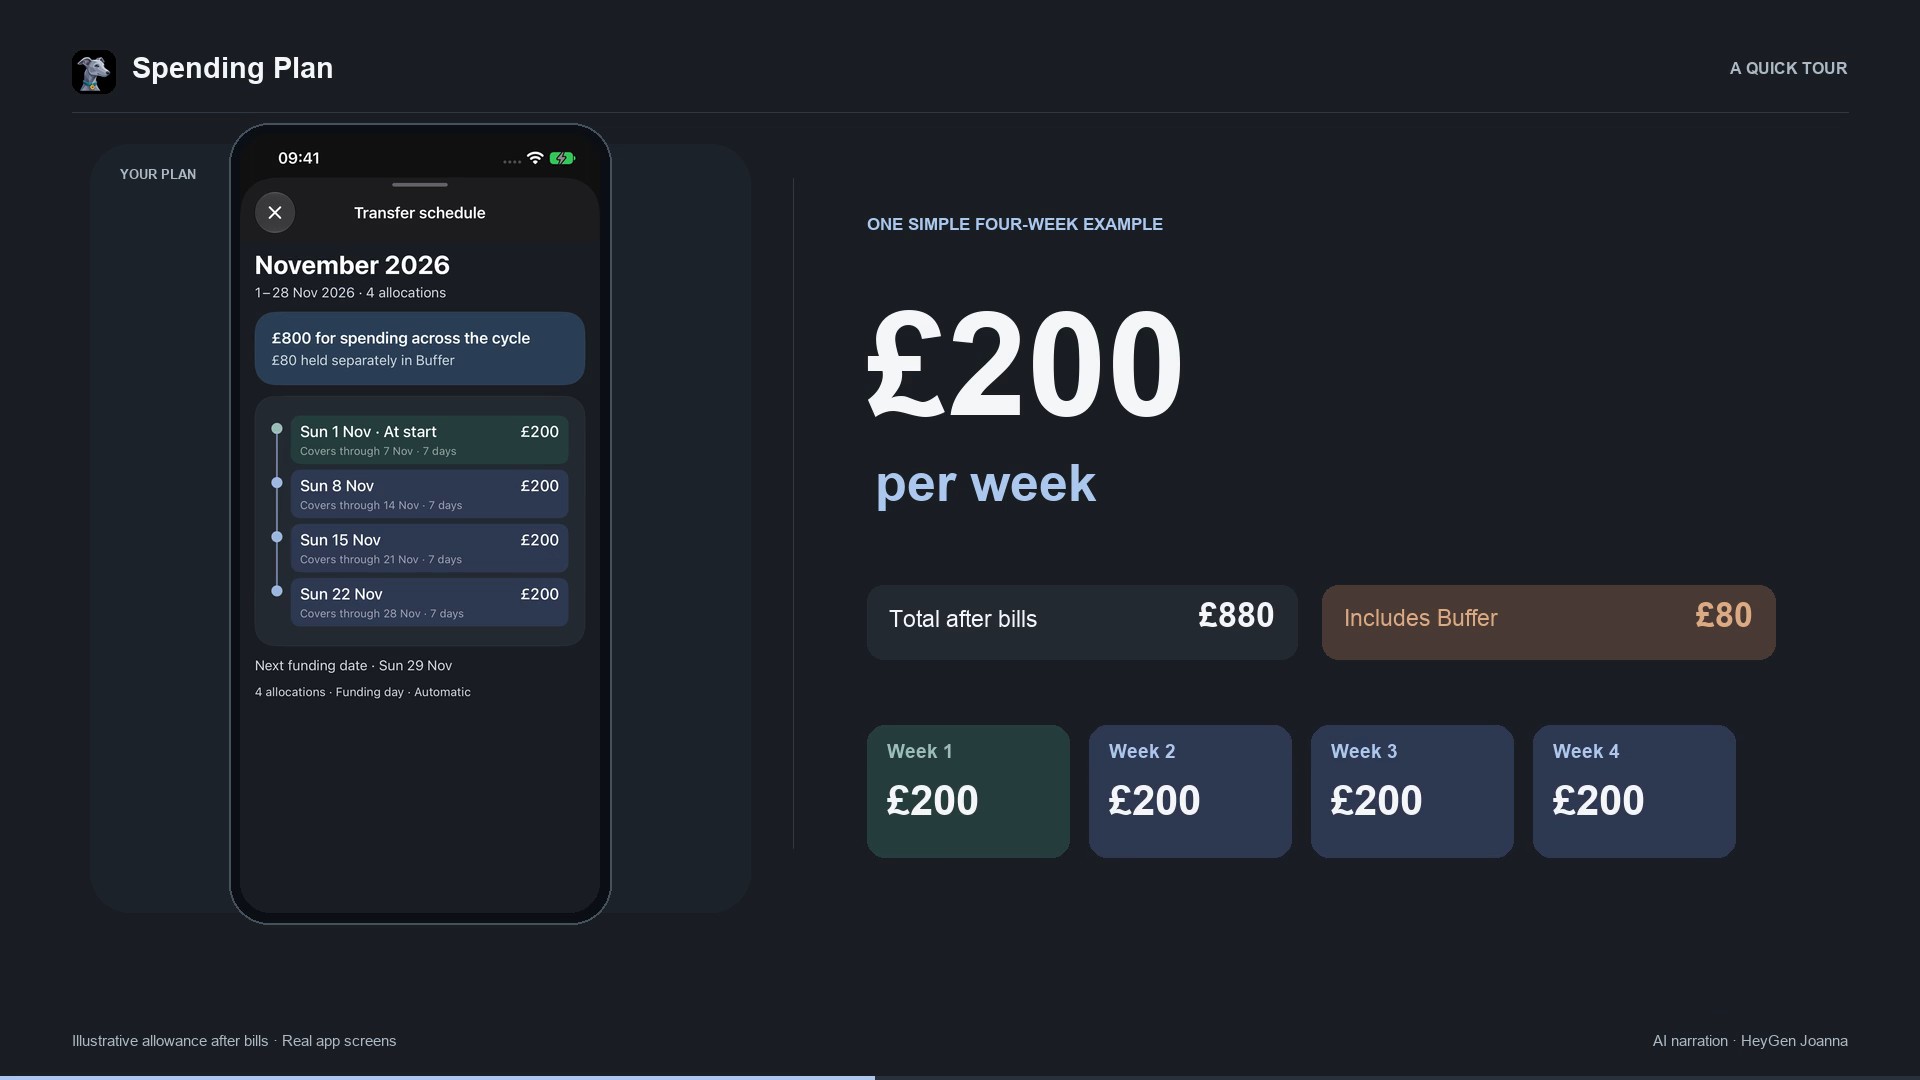 Spending Plan
A QUICK TOUR
YOUR PLAN
09:41
Transfer schedule
November 2026
1–28 Nov 2026 · 4 allocations
£800 for spending across the cycle
£80 held separately in Buffer
Sun 1 Nov · At start £200
Covers through 7 Nov · 7 days
Sun 8 Nov £200
Covers through 14 Nov · 7 days
Sun 15 Nov £200
Covers through 21 Nov · 7 days
Sun 22 Nov £200
Covers through 28 Nov · 7 days
Next funding date · Sun 29 Nov
4 allocations · Funding day · Automatic
ONE SIMPLE FOUR-WEEK EXAMPLE
£200
per week
Total after bills £880
Includes Buffer £80
Week 1
£200
Week 2
£200
Week 3
£200
Week 4
£200
Illustrative allowance after bills · Real app screens
AI narration · HeyGen Joanna